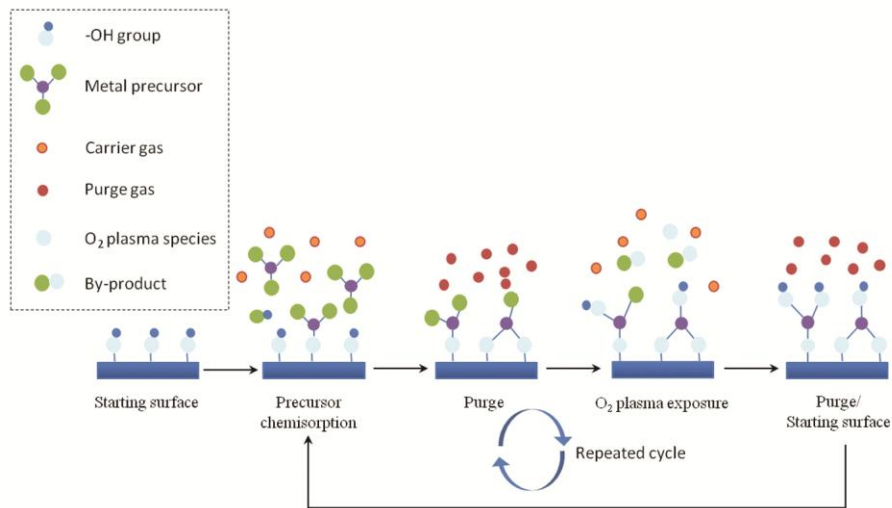 -OH group
Metal precursor
Carrier gas
Purge gas
O₂ plasma species
By-product
Starting surface
Precursor
chemisorption
Purge
O₂ plasma exposure
Purge/
Starting surface
Repeated cycle